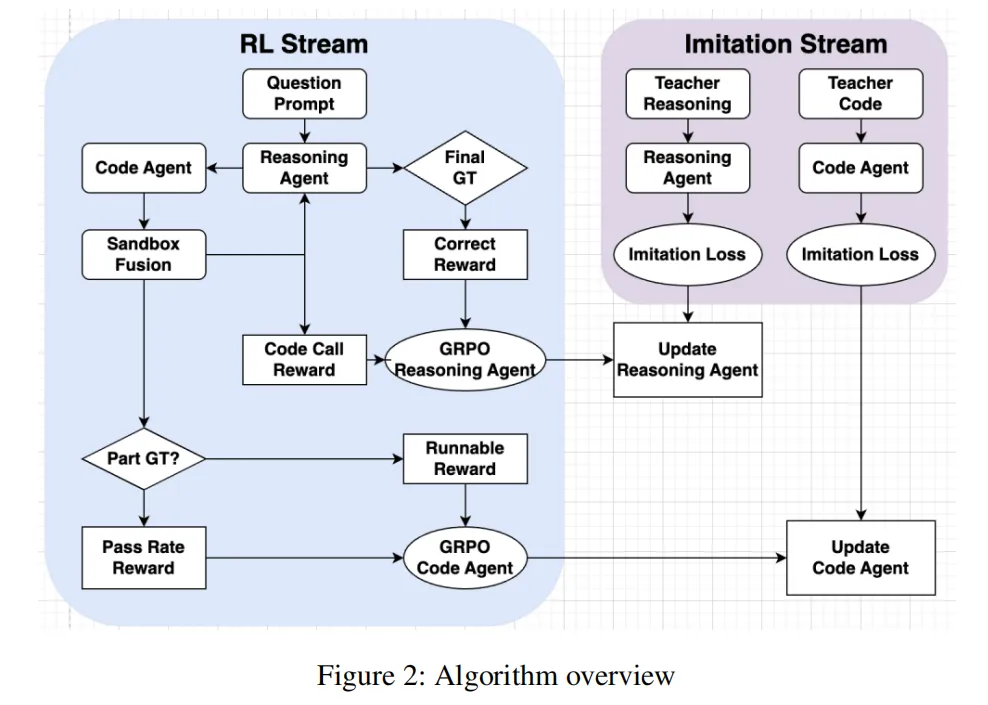 RL Stream
Question
Prompt
Code Agent
Reasoning
Agent
Final
GT
Sandbox
Fusion
Correct
Reward
Code Call
Reward
GRPO
Reasoning Agent
Part GT?
Runnable
Reward
Pass Rate
Reward
GRPO
Code Agent
Imitation Stream
Teacher
Reasoning
Teacher
Code
Reasoning
Agent
Code Agent
Imitation Loss
Imitation Loss
Update
Reasoning Agent
Update
Code Agent
Figure 2: Algorithm overview